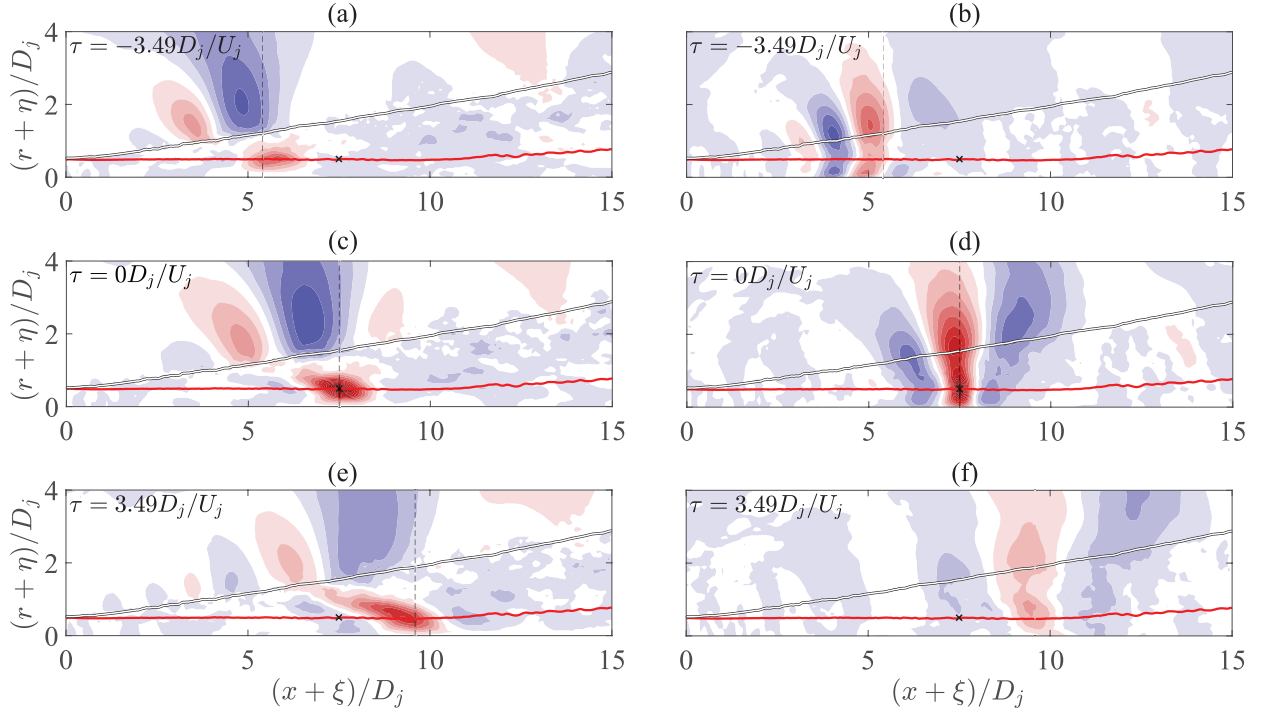 (a)
(r + η)/D_j
4
2
0
τ = −3.49D_j/U_j
0 5 10 15
(b)
τ = −3.49D_j/U_j
0 5 10 15
(c)
(r + η)/D_j
4
2
0
τ = 0D_j/U_j
0 5 10 15
(d)
τ = 0D_j/U_j
0 5 10 15
(e)
(r + η)/D_j
4
2
0
τ = 3.49D_j/U_j
0 5 10 15
(x + ξ)/D_j
(f)
τ = 3.49D_j/U_j
0 5 10 15
(x + ξ)/D_j